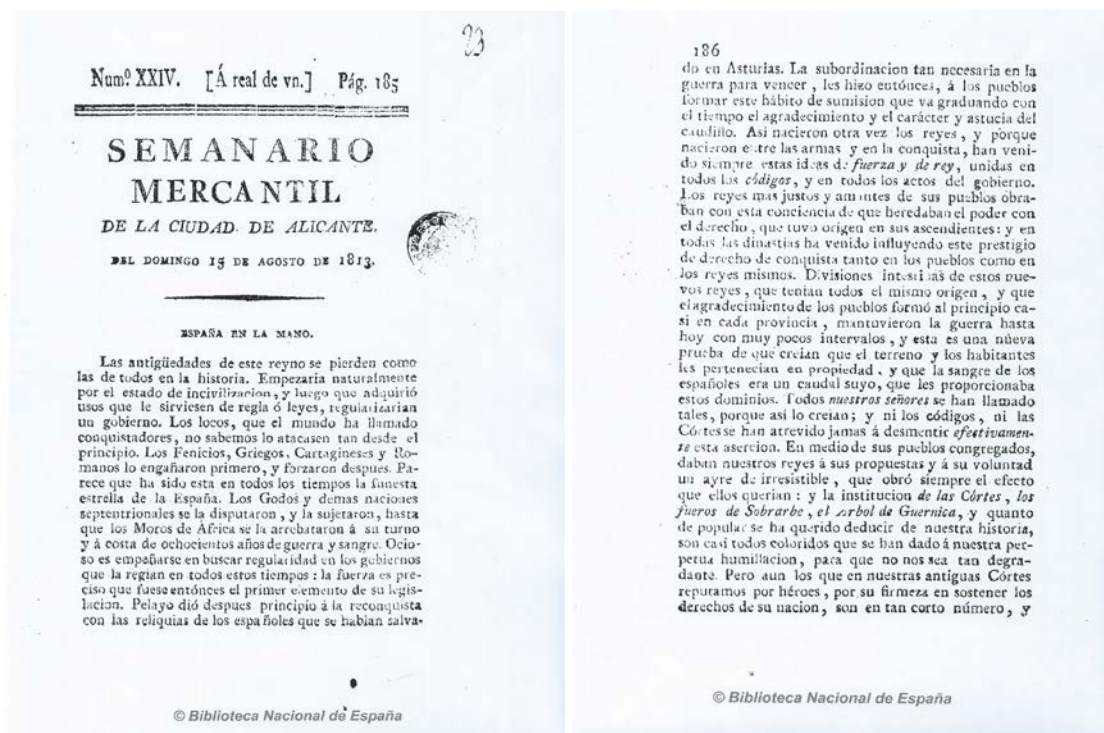 23
Num.º XXIV. [Á real de vn.] Pág. 185
SEMANARIO
MERCANTIL
DE LA CIUDAD DE ALICANTE.
DEL DOMINGO 15 DE AGOSTO DE 1813.
ESPAÑA EN LA MANO.
Las antigüedades de este reyno se pierden como
las de todos en la historia. Empezaria naturalmente
por el estado de incivilizacion, y luego que adquirió
usos que le sirviesen de regla ó leyes, regularizarian
un gobierno. Los locos, que el mundo ha llamado
conquistadores, no sabemos lo atacasen tan desde el
principio. Los Fenicios, Griegos, Cartagineses y Ro-
manos lo engañaron primero, y forzaron despues. Pa-
rece que ha sido esta en todos los tiempos la funesta
estrella de la España. Los Godos y demas naciones
septentrionales se la disputaron, y la sujetaron, hasta
que los Moros de África se la arrebataron á su turno
y á costa de ochocientos años de guerra y sangre. Ocio-
so es empeñarse en buscar regularidad en los gobiernos
que la regian en todos estos tiempos: la fuerza es pre-
ciso que fuese entónces el primer elemento de su legis-
lacion. Pelayo dió despues principio á la reconquista
con las reliquias de los españoles que se habian salva-
© Biblioteca Nacional de España
186
do en Asturias. La subordinacion tan necesaria en la
guerra para vencer, les hizo entónces, á los pueblos
formar este hábito de sumision que va graduando con
el tiempo el agradecimiento y el carácter y astucia del
caudillo. Asi nacieron otra vez los reyes, y porque
nacieron entre las armas y en la conquista, han veni-
do siempre estas ideas de fuerza y de rey, unidas en
todos los códigos, y en todos los actos del gobierno.
Los reyes mas justos y amantes de sus pueblos obra-
ban con esta conciencia de que heredaban el poder con
el derecho, que tuvo origen en sus ascendientes: y en
todas las dinastias ha venido influyendo este prestigio
de derecho de conquista tanto en los pueblos como en
los reyes mismos. Divisiones intestinas de estos nue-
vos reyes, que tenian todos el mismo origen, y que
el agradecimiento de los pueblos formó al principio ca-
si en cada provincia, mantuvieron la guerra hasta
hoy con muy pocos intervalos, y esta es una nueva
prueba de que creian que el terreno y los habitantes
les pertenecian en propiedad, y que la sangre de los
españoles era un caudal suyo, que les proporcionaba
estos dominios. Todos nuestros señores se han llamado
tales, porque asi lo creian; y ni los códigos, ni las
Córtes se han atrevido jamas á desmentir efectivamen-
te esta asercion. En medio de sus pueblos congregados,
daban nuestros reyes á sus propuestas y á su voluntad
un ayre de irresistible, que obró siempre el efecto
que ellos querian: y la institucion de las Córtes, los
fueros de Sobrarbe, el Arbol de Guernica, y quanto
de popular se ha querido deducir de nuestra historia,
son casi todos coloridos que se han dado á nuestra per-
petua humillacion, para que no nos sea tan degra-
dante. Pero aun los que en nuestras antiguas Córtes
reputamos por héroes, por su firmeza en sostener los
derechos de su nacion, son en tan corto número, y
© Biblioteca Nacional de España